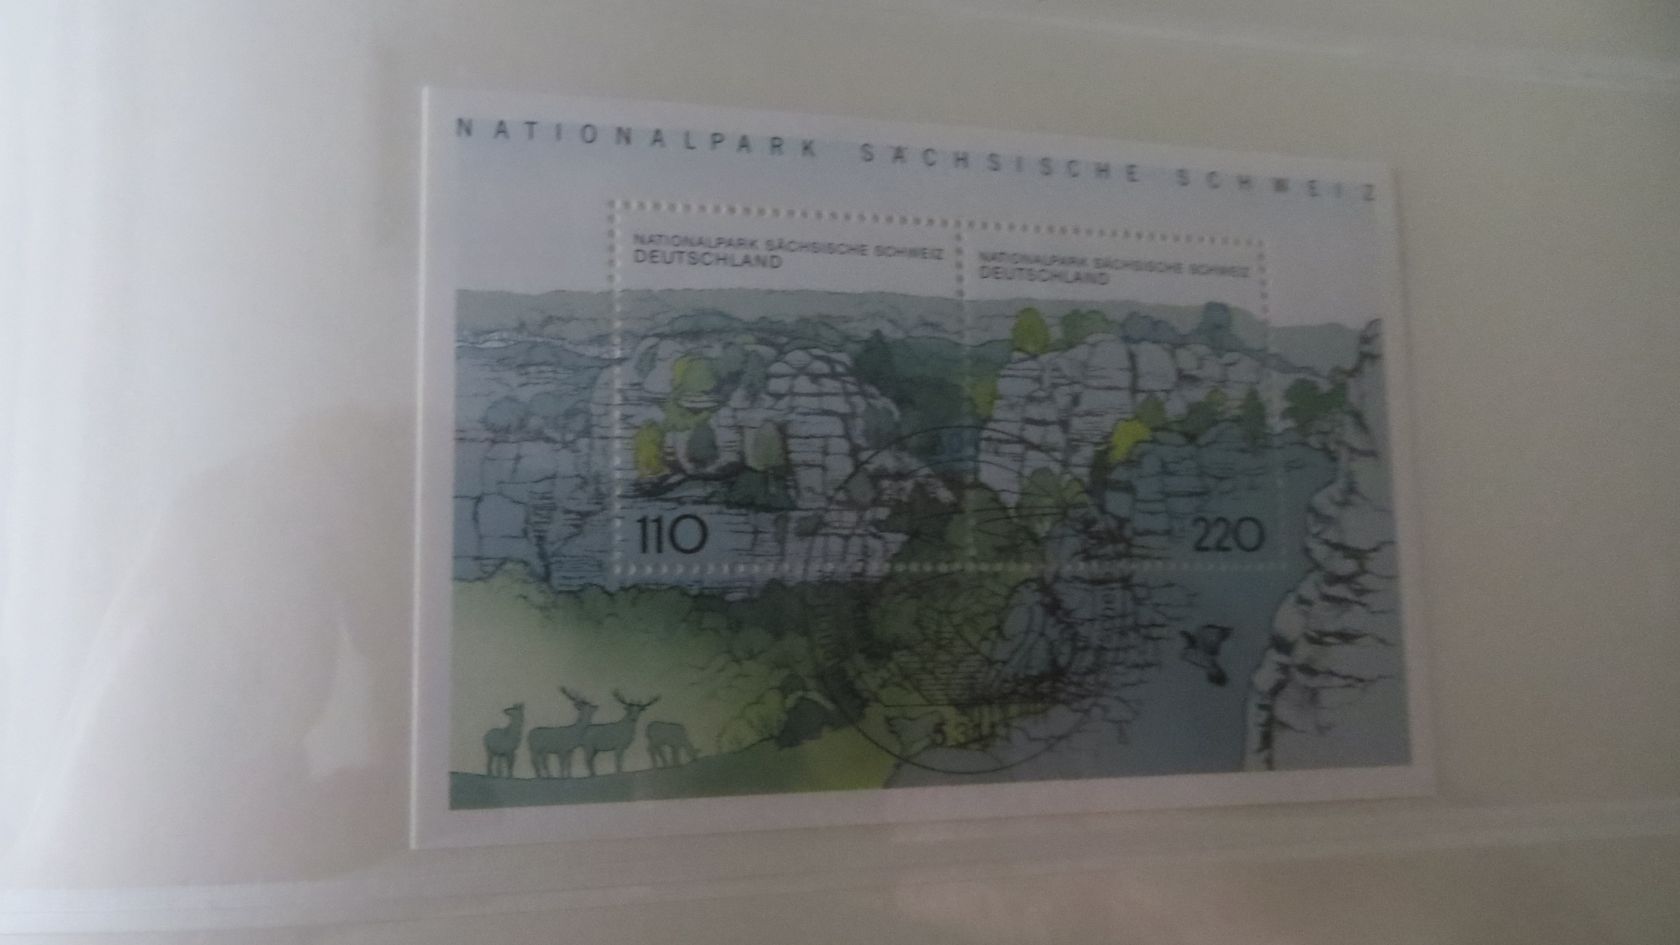 NATIONALPARK SÄCHSISCHE SCHWEIZ
NATIONALPARK SÄCHSISCHE SCHWEIZ
DEUTSCHLAND
110
NATIONALPARK SÄCHSISCHE SCHWEIZ
DEUTSCHLAND
220